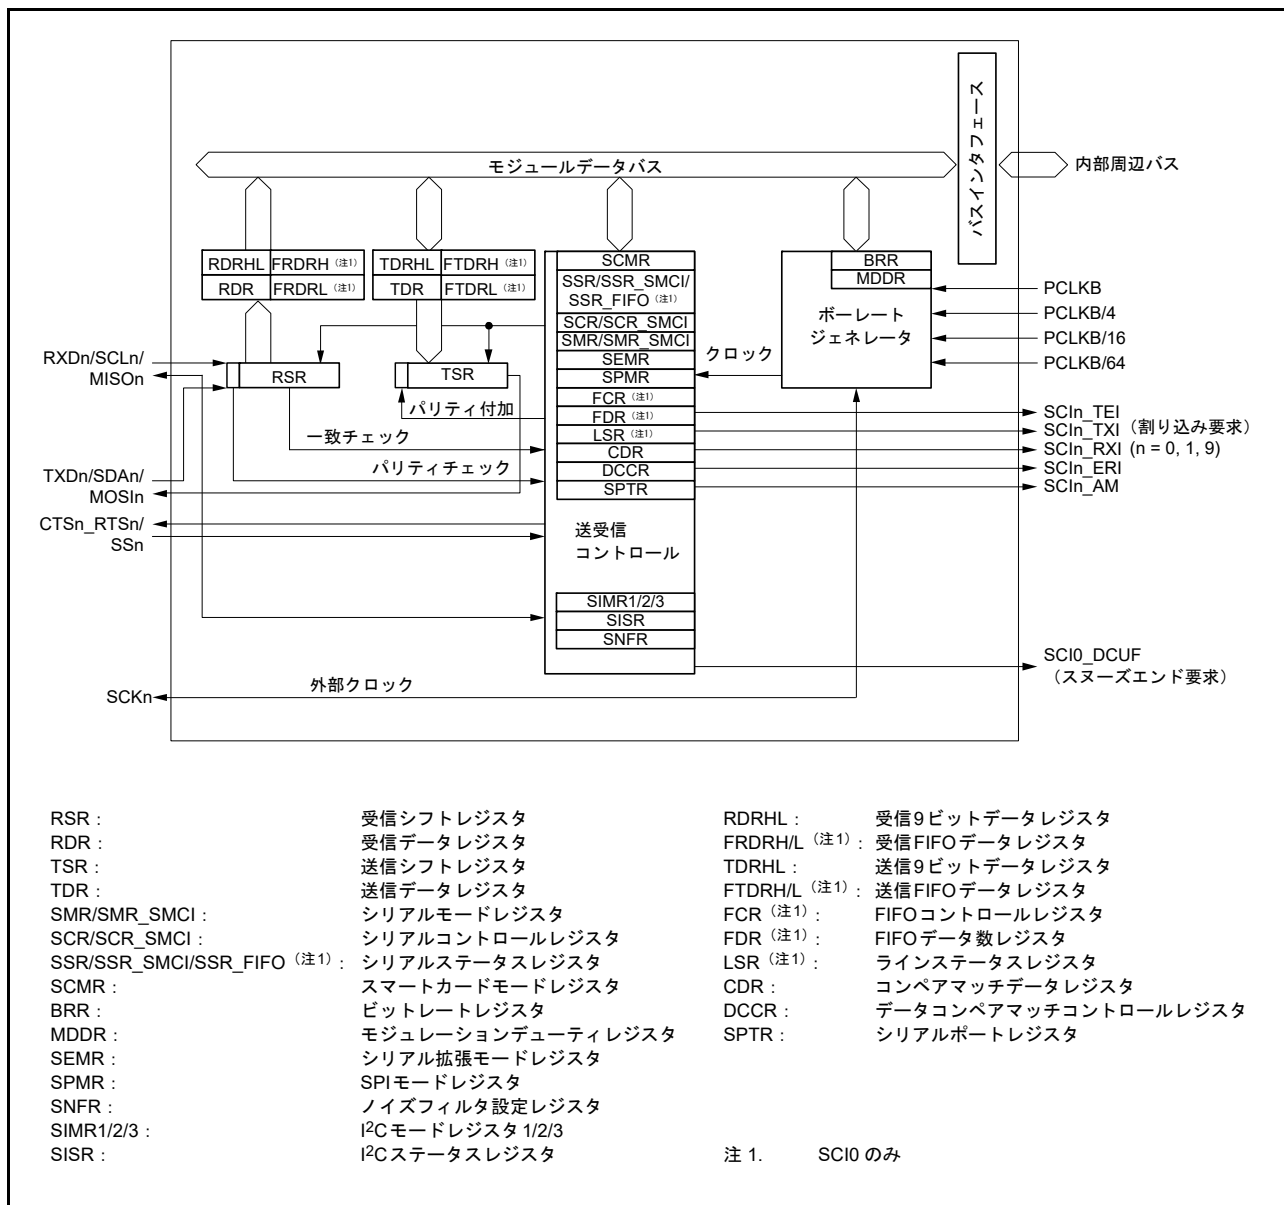 モジュールデータバス
バスインタフェース
内部周辺バス
RDRHL FRDRH (注1)
RDR FRDRL (注1)
TDRHL FTDRH (注1)
TDR FTDRL (注1)
SCMR
SSR/SSR_SMCI/
SSR_FIFO (注1)
SCR/SCR_SMCI
SMR/SMR_SMCI
SEMR
SPMR
FCR (注1)
FDR (注1)
LSR (注1)
CDR
DCCR
SPTR
送受信
コントロール
SIMR1/2/3
SISR
SNFR
BRR
MDDR
ボーレート
ジェネレータ
クロック
PCLKB
PCLKB/4
PCLKB/16
PCLKB/64
RXDn/SCLn/
MISOn
RSR
TSR
パリティ付加
一致チェック
パリティチェック
TXDn/SDAn/
MOSIn
CTSn_RTSn/
SSn
SCKn
外部クロック
SCIn_TEI
SCIn_TXI (割り込み要求)
SCIn_RXI (n = 0, 1, 9)
SCIn_ERI
SCIn_AM
SCI0_DCUF
(スヌーズエンド要求)
RSR : 受信シフトレジスタ
RDR : 受信データレジスタ
TSR : 送信シフトレジスタ
TDR : 送信データレジスタ
SMR/SMR_SMCI : シリアルモードレジスタ
SCR/SCR_SMCI : シリアルコントロールレジスタ
SSR/SSR_SMCI/SSR_FIFO (注1) : シリアルステータスレジスタ
SCMR : スマートカードモードレジスタ
BRR : ビットレートレジスタ
MDDR : モジュレーションデューティレジスタ
SEMR : シリアル拡張モードレジスタ
SPMR : SPIモードレジスタ
SNFR : ノイズフィルタ設定レジスタ
SIMR1/2/3 : I²Cモードレジスタ1/2/3
SISR : I²Cステータスレジスタ
RDRHL : 受信9ビットデータレジスタ
FRDRH/L (注1) : 受信FIFOデータレジスタ
TDRHL : 送信9ビットデータレジスタ
FTDRH/L (注1) : 送信FIFOデータレジスタ
FCR (注1) : FIFOコントロールレジスタ
FDR (注1) : FIFOデータ数レジスタ
LSR (注1) : ラインステータスレジスタ
CDR : コンペアマッチデータレジスタ
DCCR : データコンペアマッチコントロールレジスタ
SPTR : シリアルポートレジスタ
注 1. SCI0 のみ